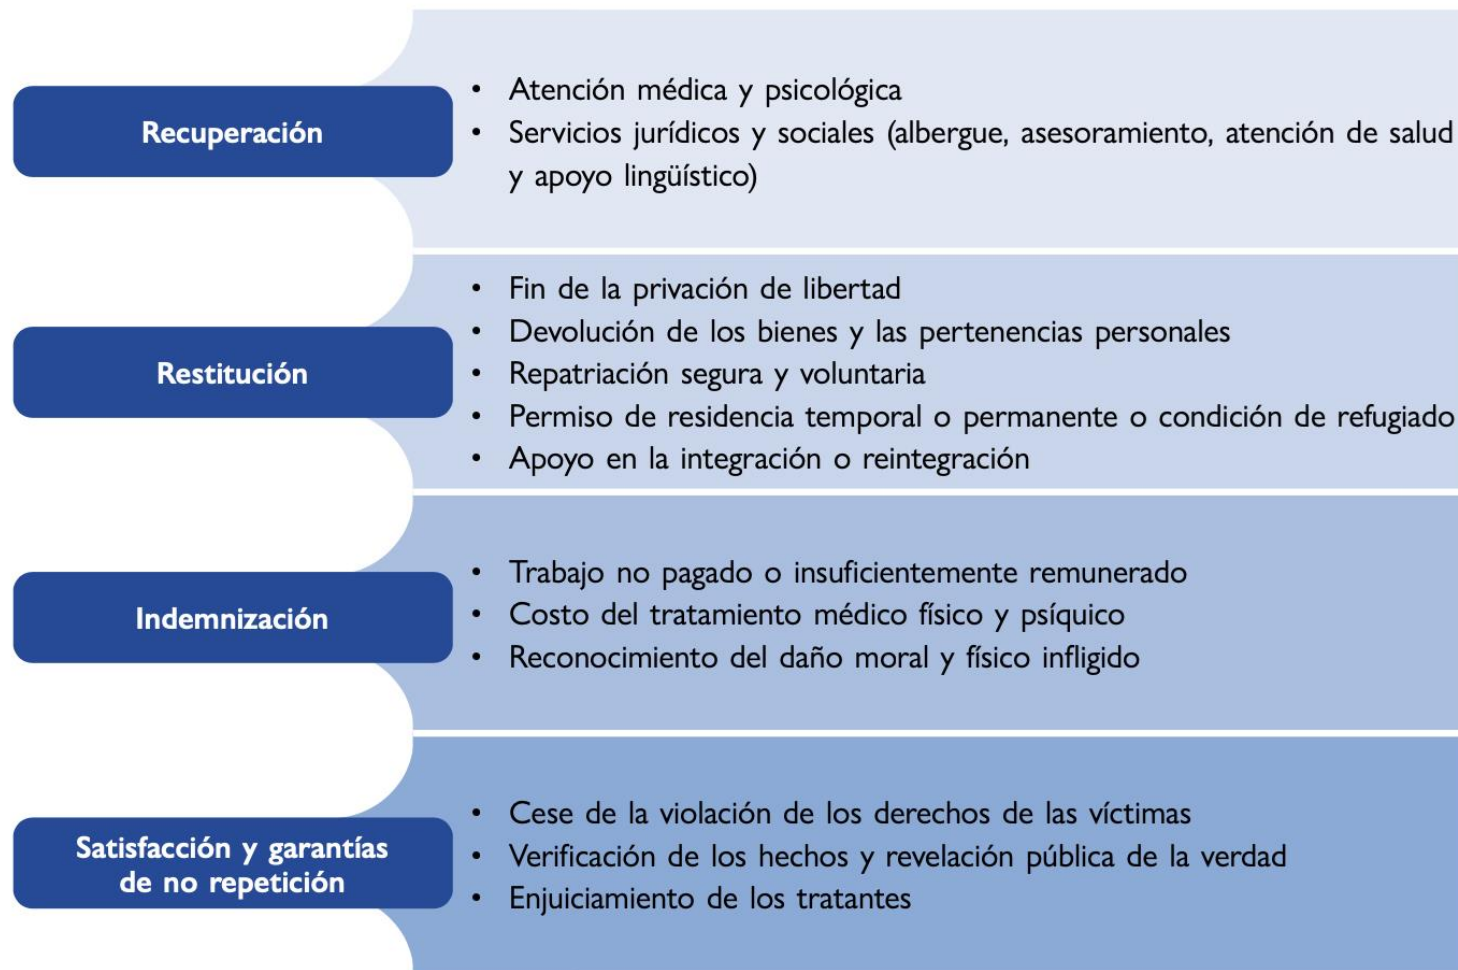 Recuperación
• Atención médica y psicológica
• Servicios jurídicos y sociales (albergue, asesoramiento, atención de salud
y apoyo lingüístico)
Restitución
• Fin de la privación de libertad
• Devolución de los bienes y las pertenencias personales
• Repatriación segura y voluntaria
• Permiso de residencia temporal o permanente o condición de refugiado
• Apoyo en la integración o reintegración
Indemnización
• Trabajo no pagado o insuficientemente remunerado
• Costo del tratamiento médico físico y psíquico
• Reconocimiento del daño moral y físico infligido
Satisfacción y garantías
de no repetición
• Cese de la violación de los derechos de las víctimas
• Verificación de los hechos y revelación pública de la verdad
• Enjuiciamiento de los tratantes